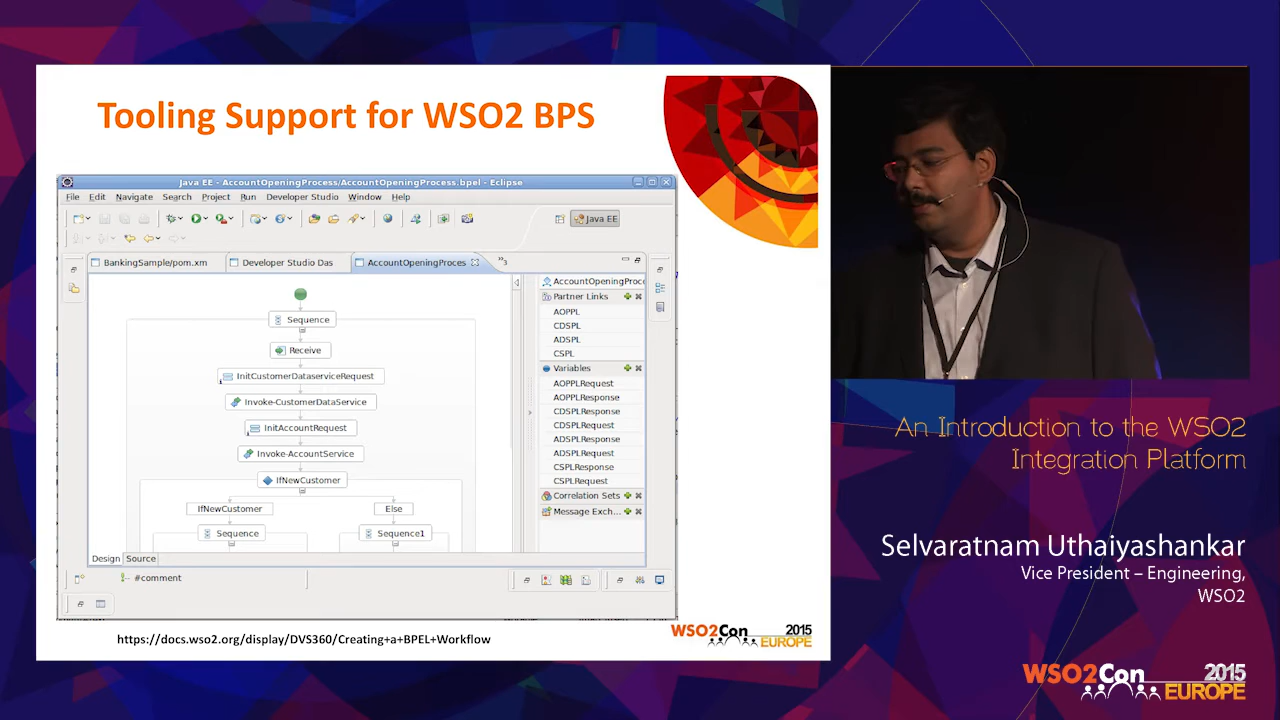 Tooling Support for WSO2 BPS
Java EE - AccountOpeningProcess/AccountOpeningProcess.bpel - Eclipse
File Edit Navigate Search Project Run Developer Studio Window Help
Java EE
BankingSample/pom.xm
Developer Studio Das
AccountOpeningProces
3
Sequence
Receive
InitCustomerDataserviceRequest
Invoke-CustomerDataService
InitAccountRequest
Invoke-AccountService
IfNewCustomer
IfNewCustomer
Else
Sequence
Sequence1
AccountOpeningProce
Partner Links
AOPPL
CDSPL
ADSPL
CSPL
Variables
AOPPLRequest
AOPPLResponse
CDSPLResponse
CDSPLRequest
ADSPLResponse
ADSPLRequest
CSPLResponse
CSPLRequest
Correlation Sets
Message Exch...
Design Source
#comment
https://docs.wso2.org/display/DVS360/Creating+a+BPEL+Workflow
WSO2Con 2015
EUROPE
An Introduction to the WSO2
Integration Platform
Selvaratnam Uthaiyashankar
Vice President – Engineering,
WSO2
WSO2Con 2015
EUROPE